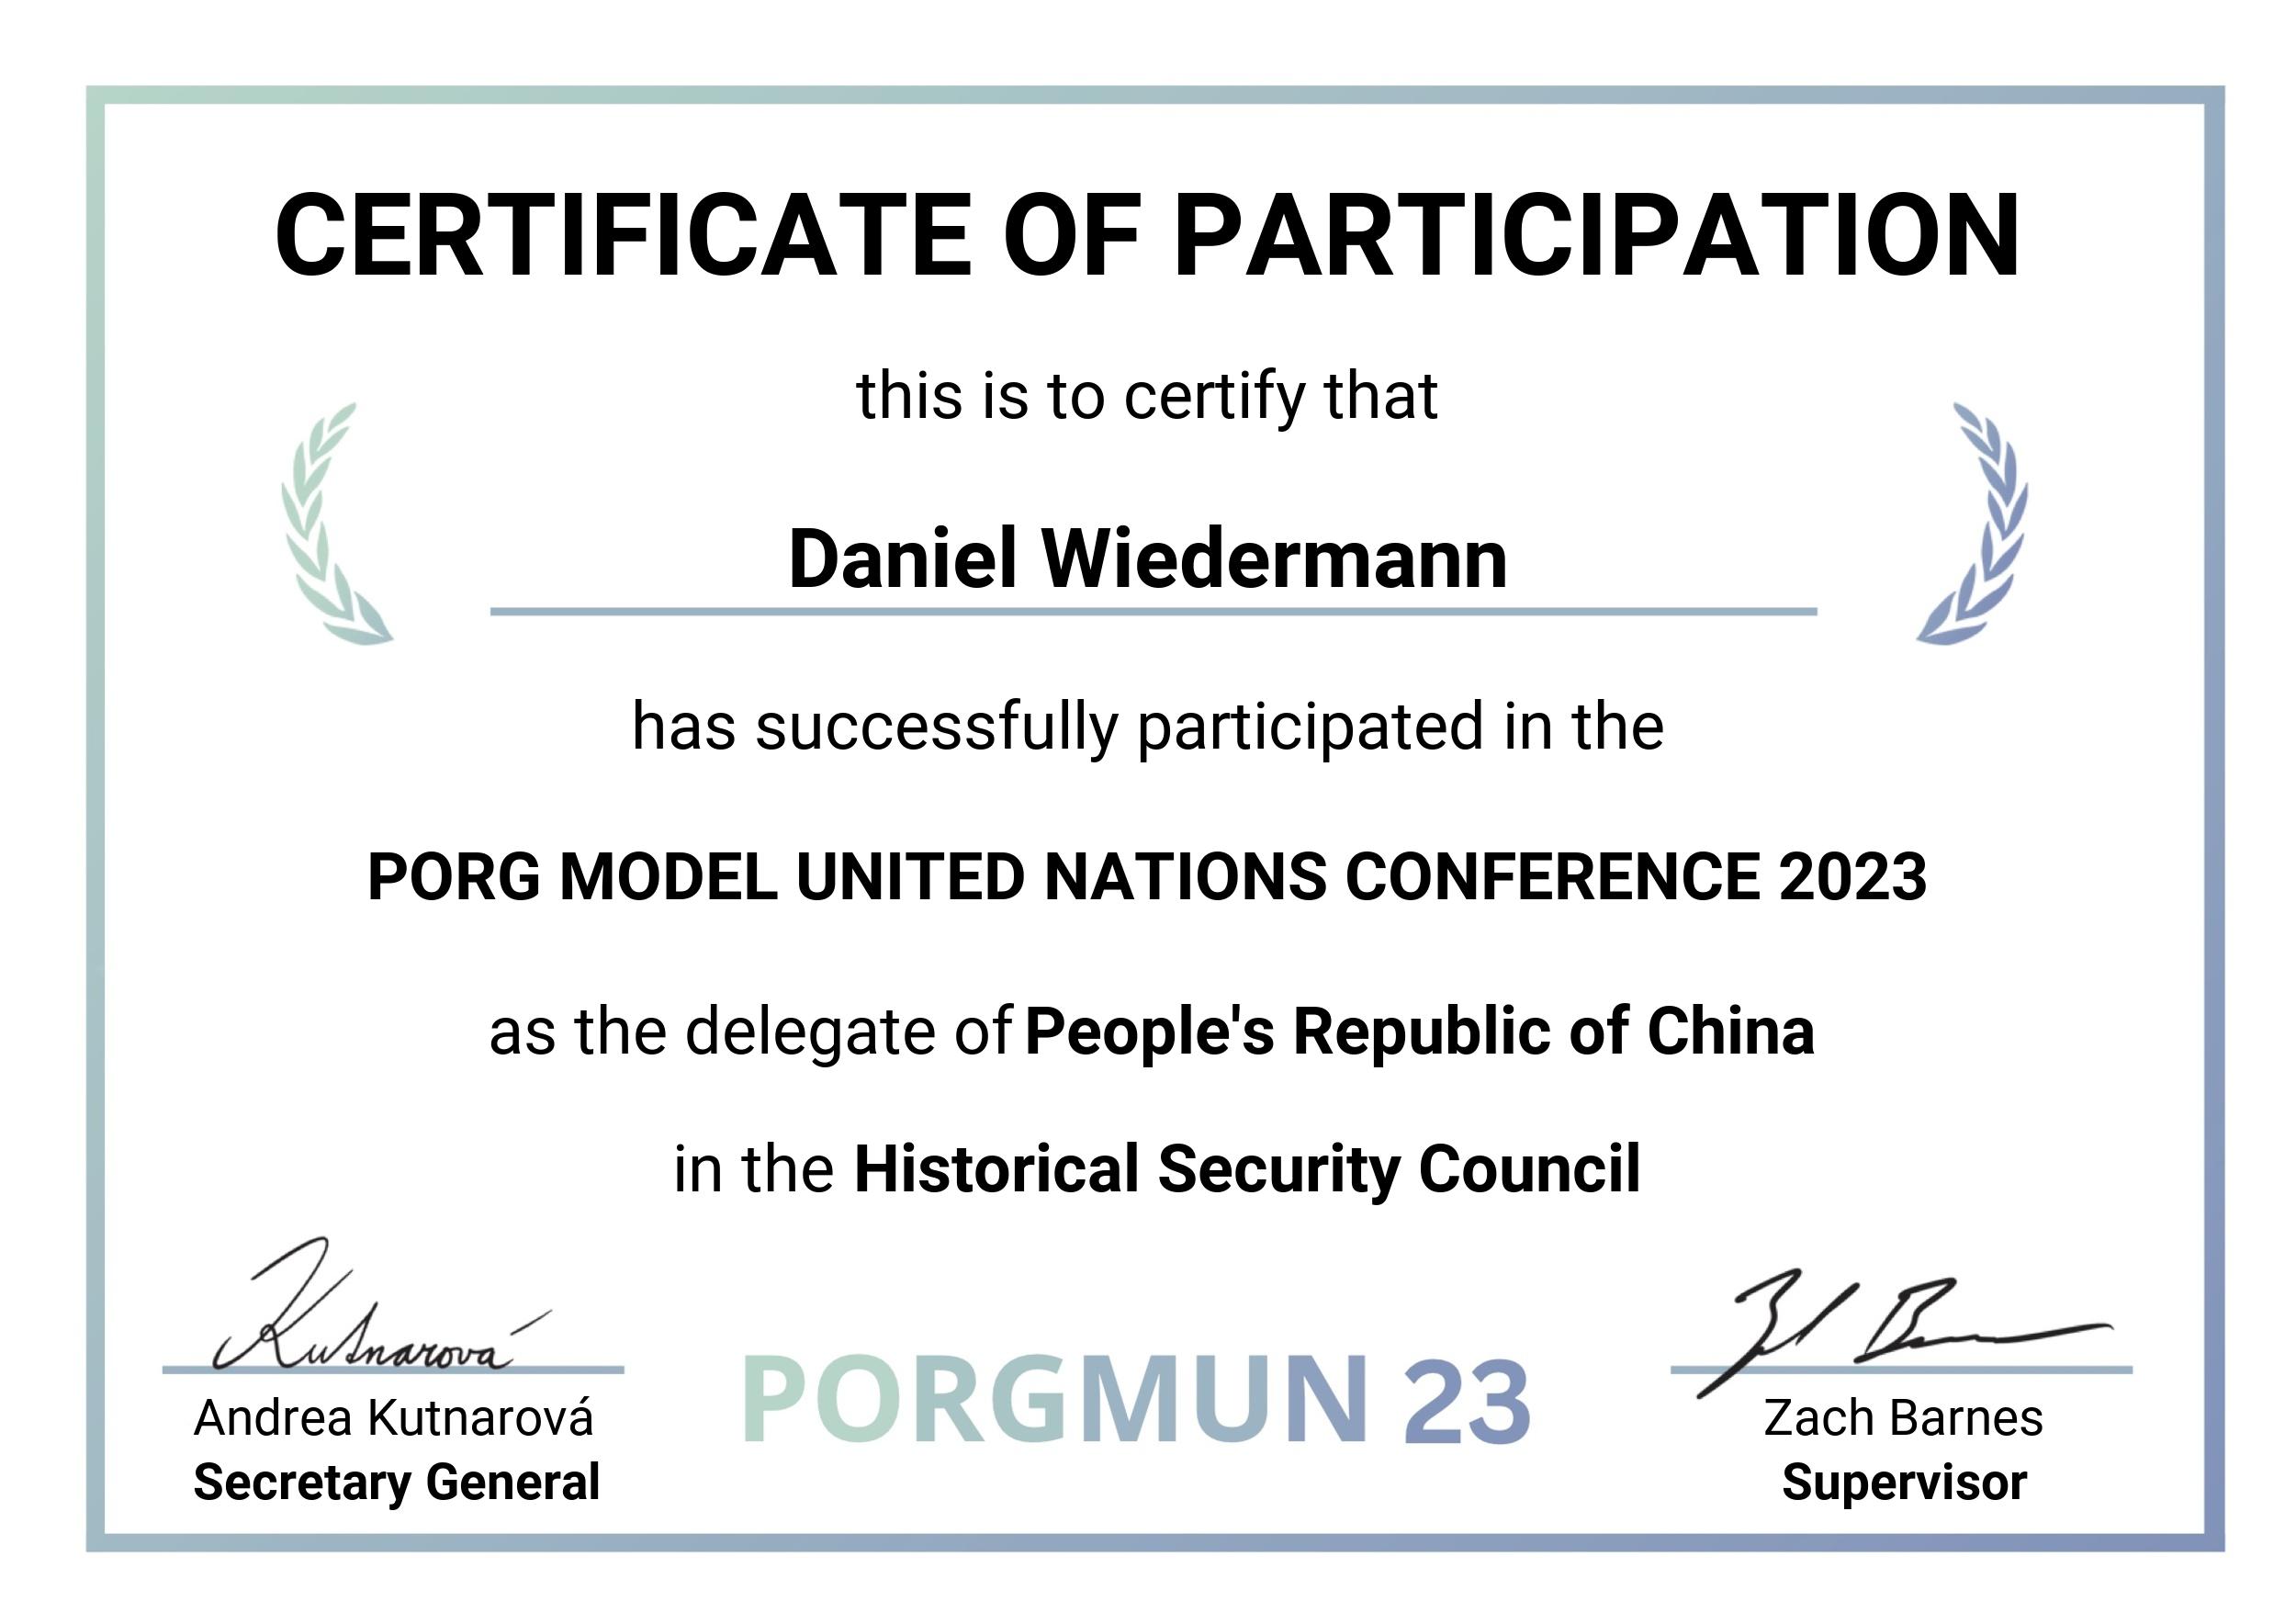 CERTIFICATE OF PARTICIPATION
this is to certify that
Daniel Wiedermann
has successfully participated in the
PORG MODEL UNITED NATIONS CONFERENCE 2023
as the delegate of People's Republic of China
in the Historical Security Council
Kutnarová
Andrea Kutnarová
Secretary General
PORGMUN 23
Zach Barnes
Supervisor